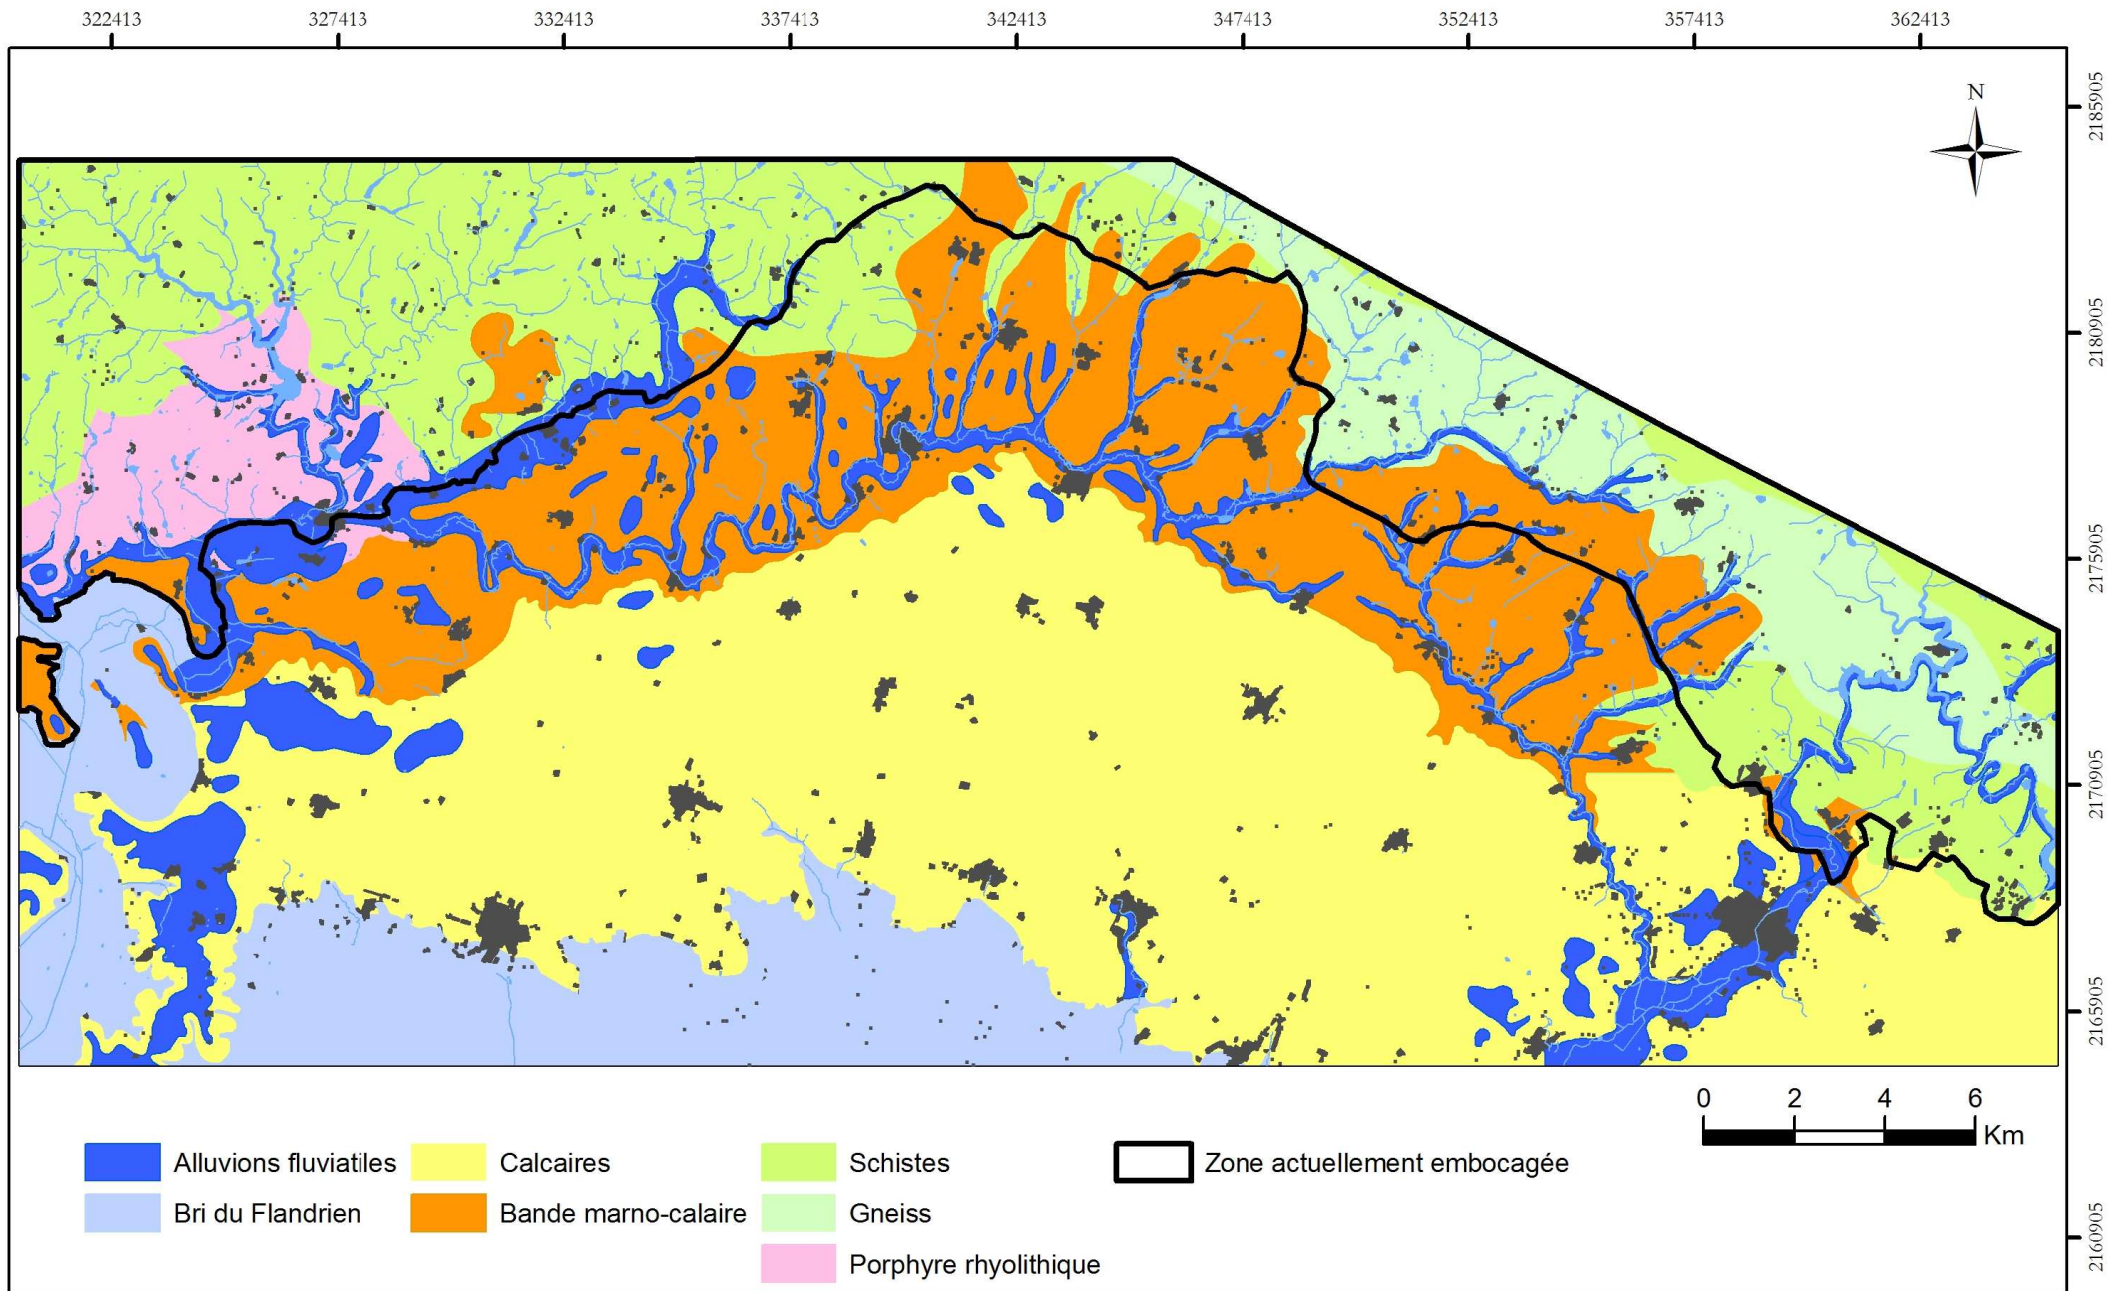 322413 327413 332413 337413 342413 347413 352413 357413 362413
2185905
N
2180905
2175905
2170905
2165905
0 2 4 6
Km
Alluvions fluviatiles Calcaires Schistes Zone actuellement embocagée
Bri du Flandrien Bande marno-calaire Gneiss
Porphyre rhyolithique
2160905